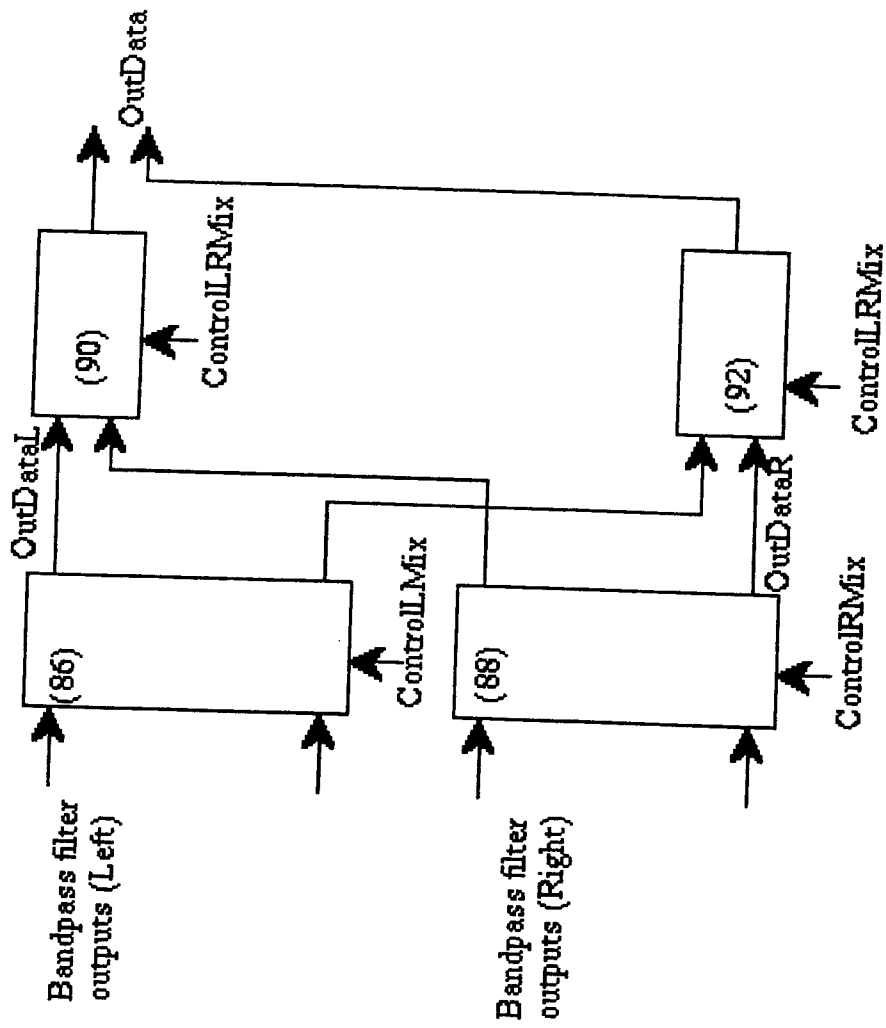 Bandpass filter
outputs (Left)
(86)
ControlLMix
OutDataL
(90)
ControlLRMix
OutData
Bandpass filter
outputs (Right)
(88)
ControlRMix
OutDataR
(92)
ControlLRMix